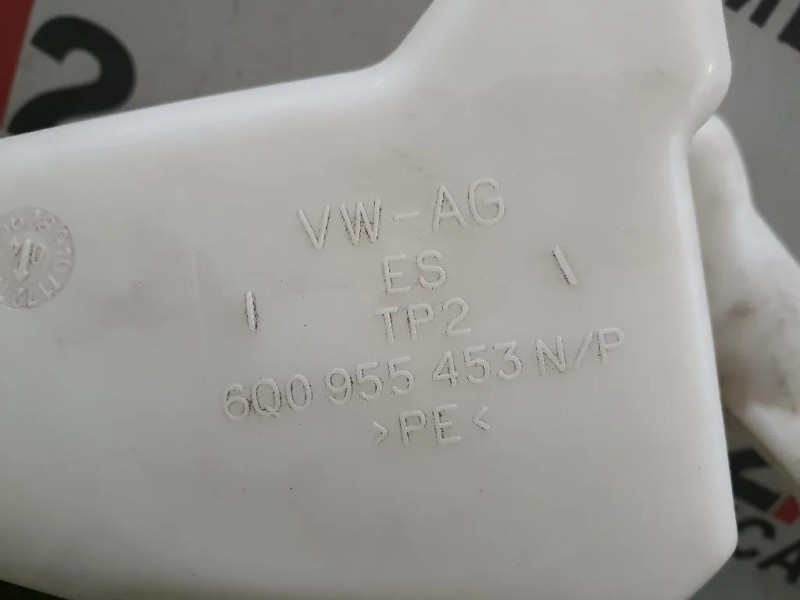 VW-AG
ES
TP2
6Q0 955 453 N/P
>PE<